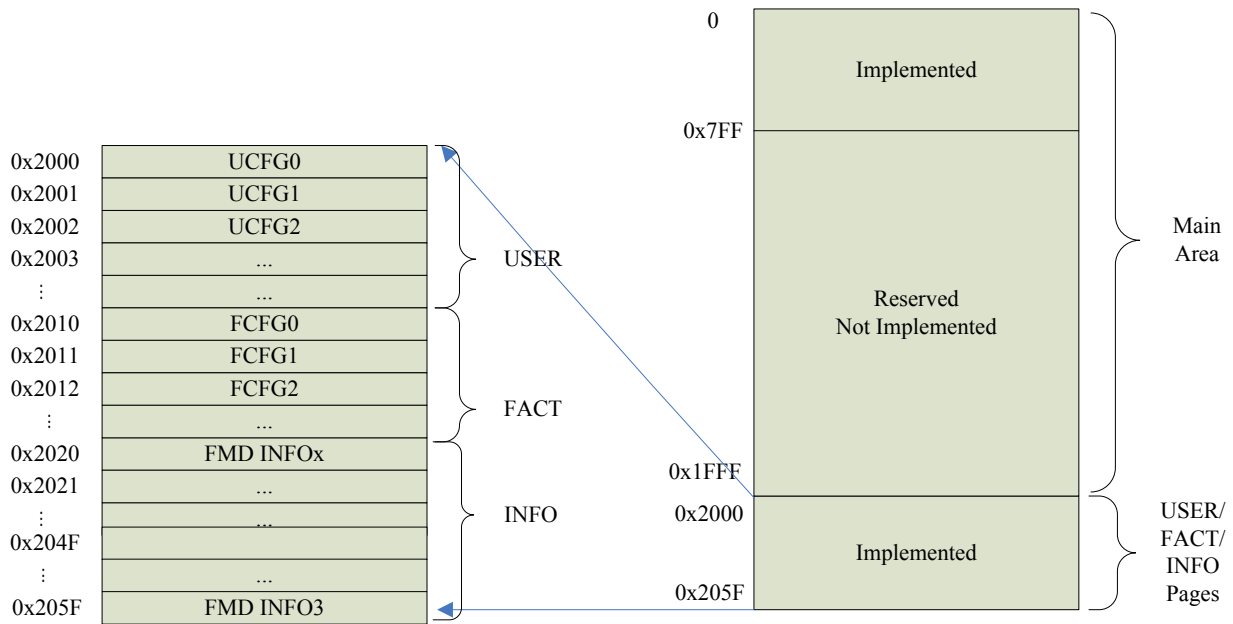 0x2000 UCFG0
0x2001 UCFG1
0x2002 UCFG2
0x2003 ...
⋮ ...
0x2010 FCFG0
0x2011 FCFG1
0x2012 FCFG2
⋮ ...
0x2020 FMD INFOx
0x2021 ...
⋮ ...
0x204F
⋮ ...
0x205F FMD INFO3
USER
FACT
INFO
0
Implemented
0x7FF
Reserved
Not Implemented
0x1FFF
0x2000
Implemented
0x205F
Main
Area
USER/
FACT/
INFO
Pages